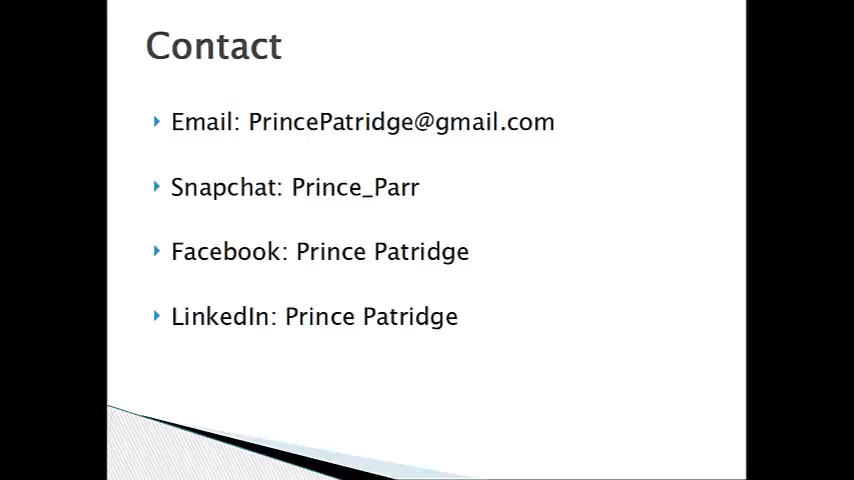 Contact
Email: PrincePatridge@gmail.com
Snapchat: Prince_Parr
Facebook: Prince Patridge
LinkedIn: Prince Patridge